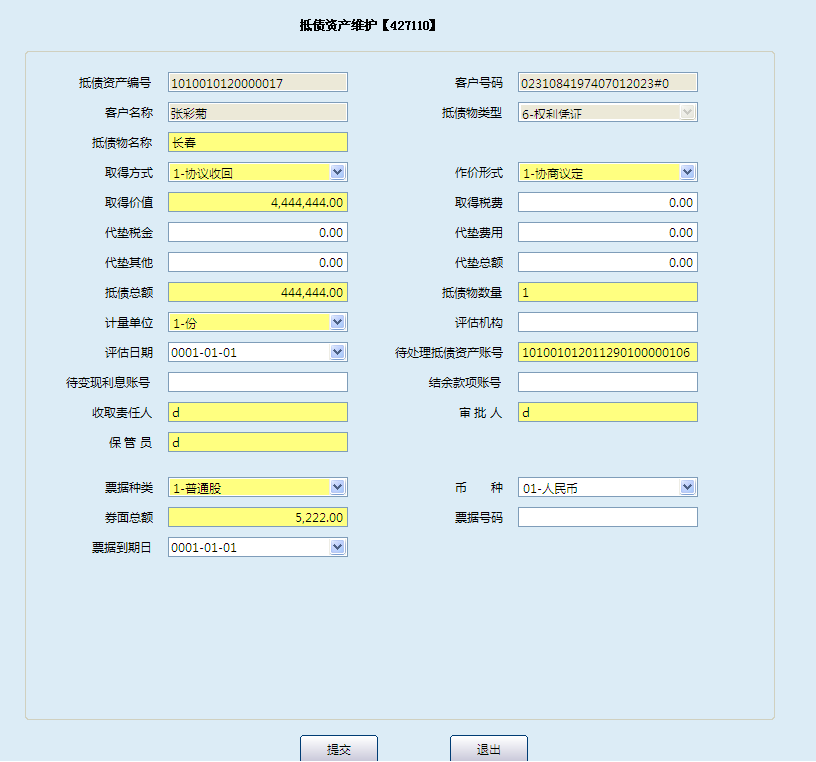 抵债资产维护【427110】
抵债资产编号 1010010120000017 客户号码 0231084197407012023#0
客户名称 张彩菊 抵债物类型 6-权利凭证
抵债物名称 长春
取得方式 1-协议收回 作价形式 1-协商议定
取得价值 4,444,444.00 取得税费 0.00
代垫税金 0.00 代垫费用 0.00
代垫其他 0.00 代垫总额 0.00
抵债总额 444,444.00 抵债物数量 1
计量单位 1-份 评估机构
评估日期 0001-01-01 待处理抵债资产账号 101001012011290100000106
待变现利息账号 结余款项账号
收取责任人 d 审 批 人 d
保 管 员 d
票据种类 1-普通股 币 种 01-人民币
券面总额 5,222.00 票据号码
票据到期日 0001-01-01
提交 退出